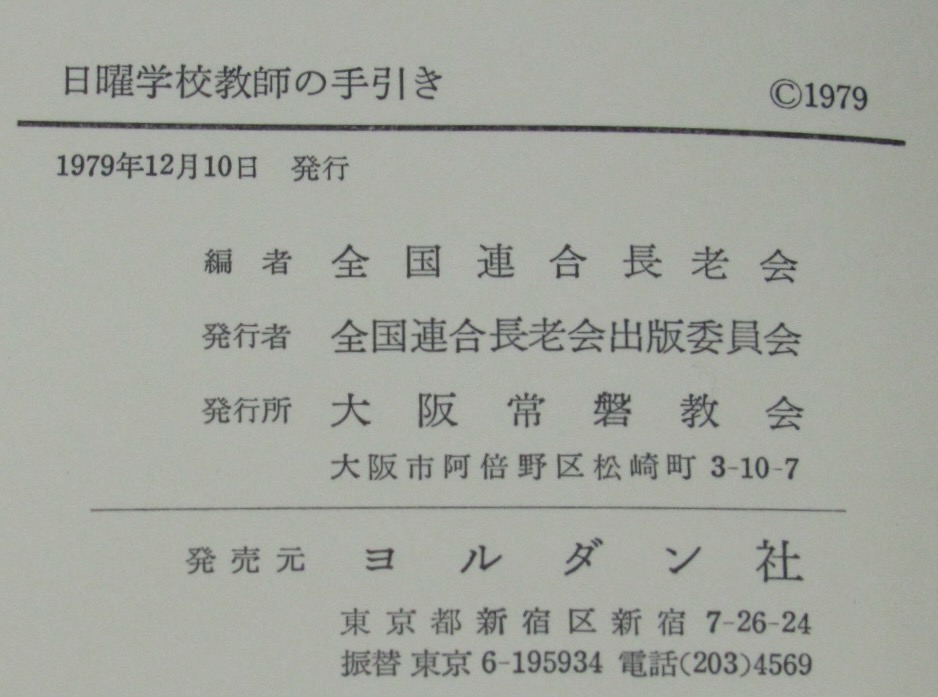 日曜学校教師の手引き ©1979
1979年12月10日 発行
編者 全国連合長老会
発行者 全国連合長老会出版委員会
発行所 大阪常磐教会
大阪市阿倍野区松崎町 3-10-7
発売元 ヨルダン社
東京都新宿区新宿 7-26-24
振替 東京 6-195934 電話(203)4569